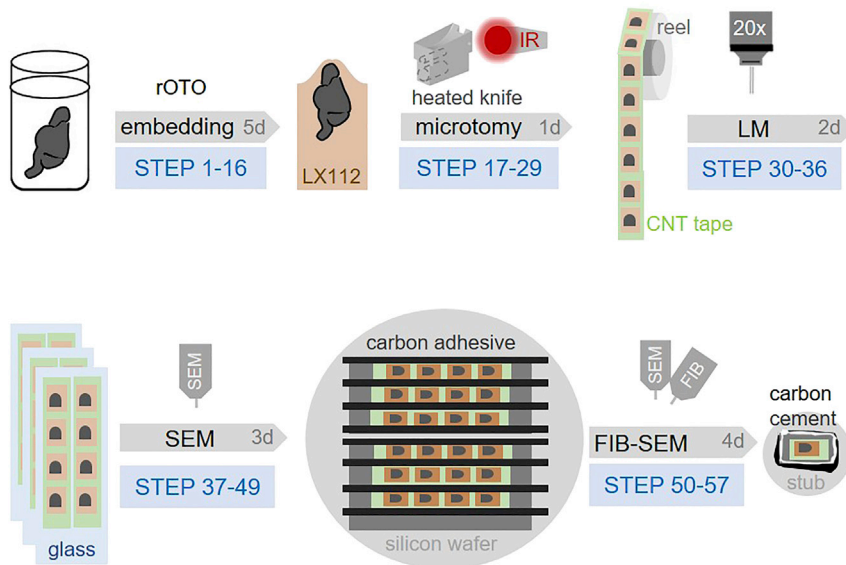 rOTO
embedding 5d
STEP 1-16
LX112
IR
heated knife
microtomy 1d
STEP 17-29
reel
CNT tape
20x
LM 2d
STEP 30-36
glass
SEM
SEM 3d
STEP 37-49
carbon adhesive
silicon wafer
SEM
FIB
FIB-SEM 4d
STEP 50-57
carbon
cement
stub